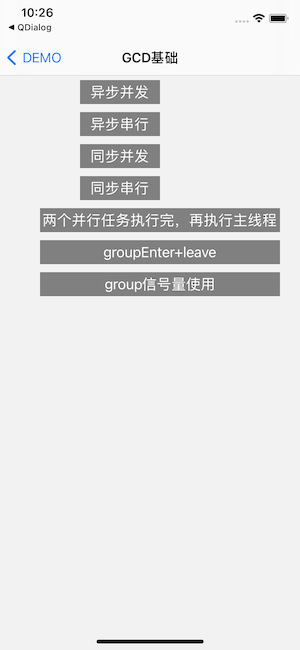 10:26
◀ QDialog
DEMO
GCD基础
异步并发
异步串行
同步并发
同步串行
两个并行任务执行完，再执行主线程
groupEnter+leave
group信号量使用